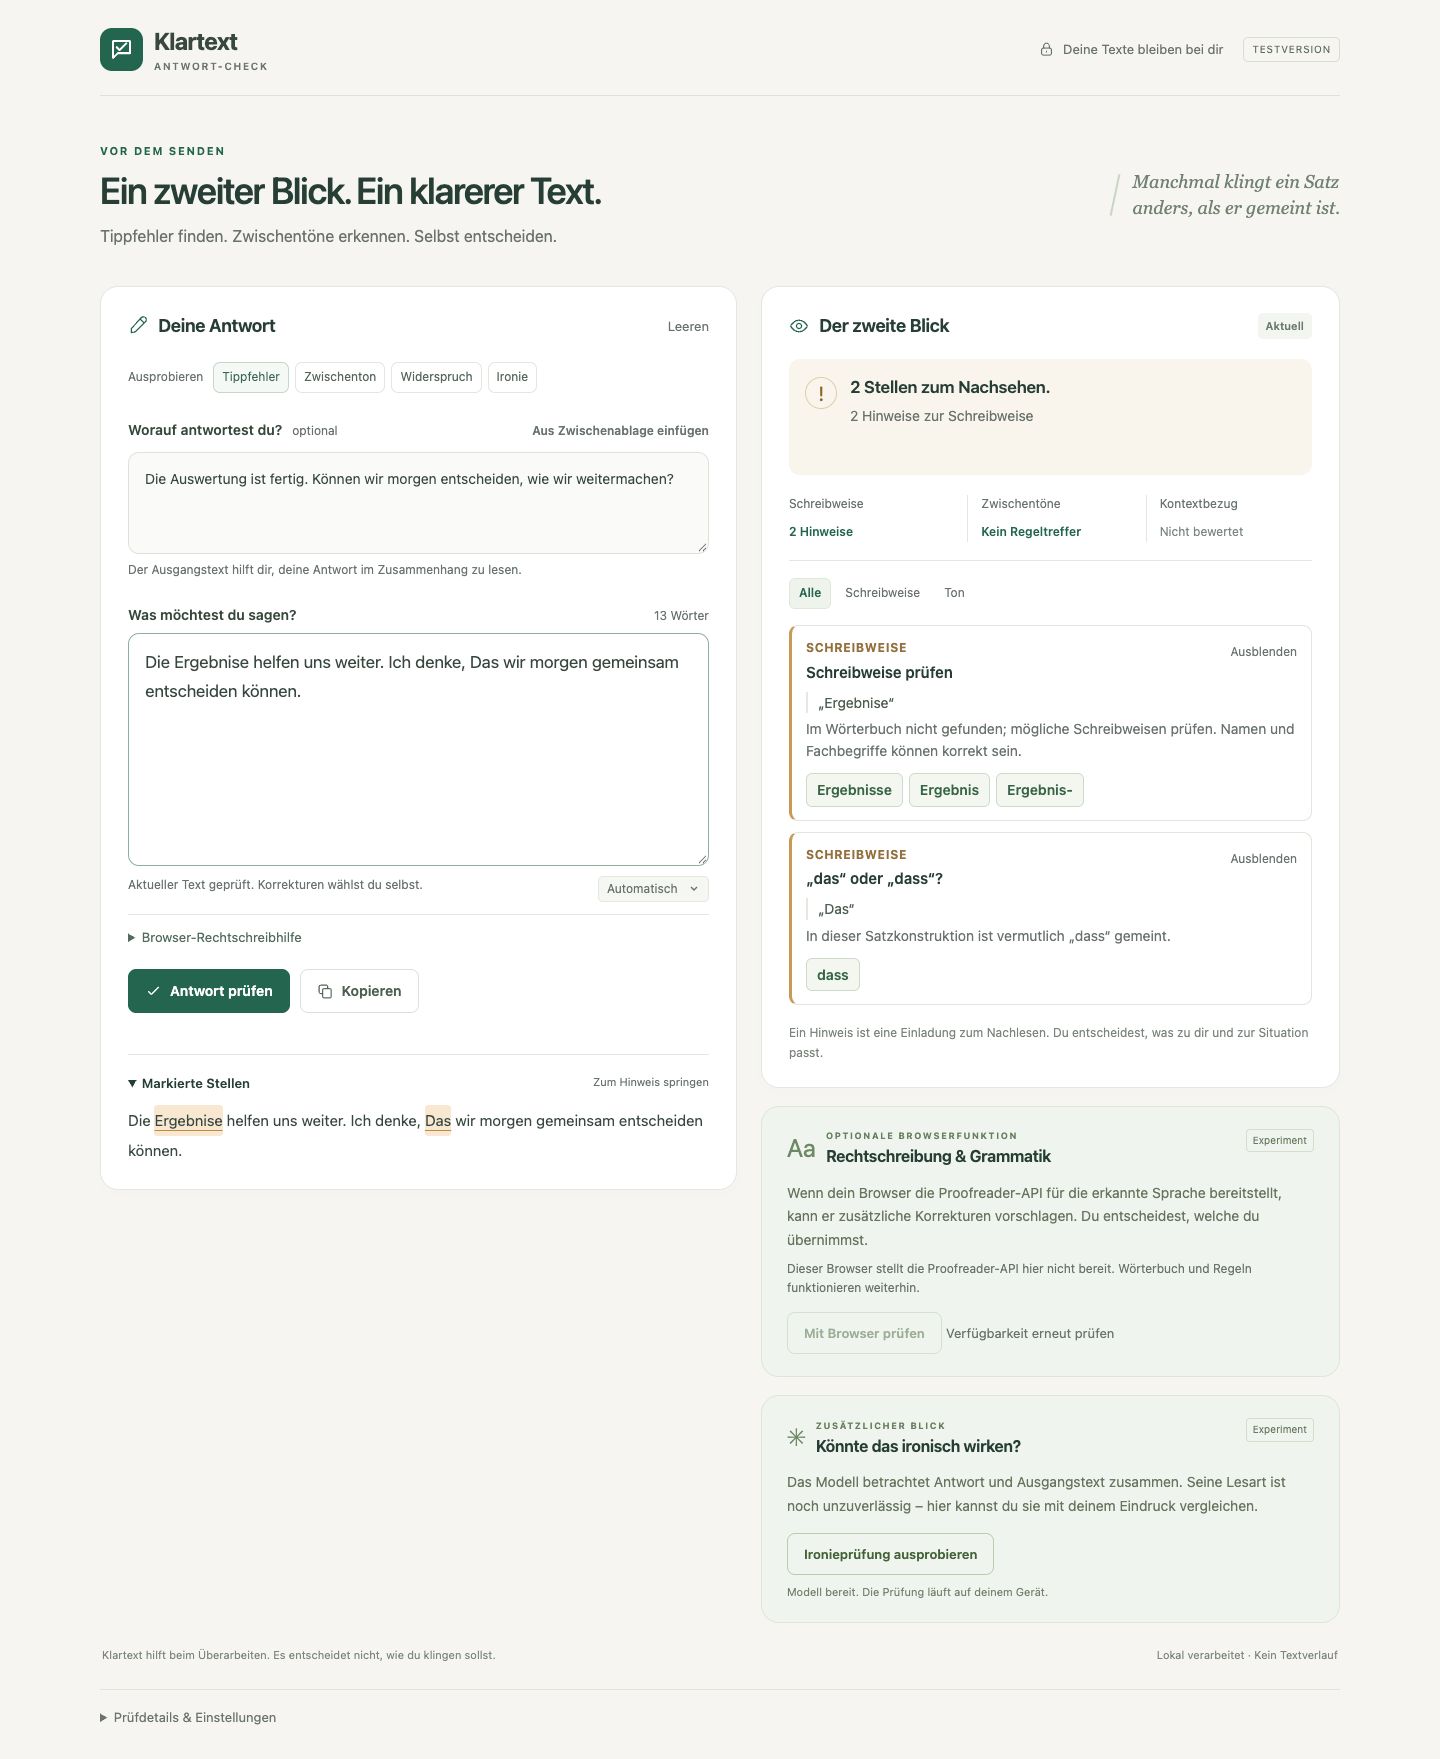 Klartext
ANTWORT-CHECK
Deine Texte bleiben bei dir
TESTVERSION
VOR DEM SENDEN
Ein zweiter Blick. Ein klarerer Text.
Tippfehler finden. Zwischentöne erkennen. Selbst entscheiden.
Manchmal klingt ein Satz
anders, als er gemeint ist.
Deine Antwort
Leeren
Ausprobieren
Tippfehler
Zwischenton
Widerspruch
Ironie
Worauf antwortest du? optional
Aus Zwischenablage einfügen
Die Auswertung ist fertig. Können wir morgen entscheiden, wie wir weitermachen?
Der Ausgangstext hilft dir, deine Antwort im Zusammenhang zu lesen.
Was möchtest du sagen?
13 Wörter
Die Ergebnise helfen uns weiter. Ich denke, Das wir morgen gemeinsam
entscheiden können.
Aktueller Text geprüft. Korrekturen wählst du selbst.
Automatisch
Browser-Rechtschreibhilfe
Antwort prüfen
Kopieren
Markierte Stellen
Zum Hinweis springen
Die Ergebnise helfen uns weiter. Ich denke, Das wir morgen gemeinsam entscheiden
können.
Der zweite Blick
Aktuell
!
2 Stellen zum Nachsehen.
2 Hinweise zur Schreibweise
Schreibweise
2 Hinweise
Zwischentöne
Kein Regeltreffer
Kontextbezug
Nicht bewertet
Alle
Schreibweise
Ton
SCHREIBWEISE
Ausblenden
Schreibweise prüfen
„Ergebnise“
Im Wörterbuch nicht gefunden; mögliche Schreibweisen prüfen. Namen und
Fachbegriffe können korrekt sein.
Ergebnisse
Ergebnis
Ergebnis-
SCHREIBWEISE
Ausblenden
„das“ oder „dass“?
„Das“
In dieser Satzkonstruktion ist vermutlich „dass“ gemeint.
dass
Ein Hinweis ist eine Einladung zum Nachlesen. Du entscheidest, was zu dir und zur Situation
passt.
Aa
OPTIONALE BROWSERFUNKTION
Rechtschreibung & Grammatik
Experiment
Wenn dein Browser die Proofreader-API für die erkannte Sprache bereitstellt,
kann er zusätzliche Korrekturen vorschlagen. Du entscheidest, welche du
übernimmst.
Dieser Browser stellt die Proofreader-API hier nicht bereit. Wörterbuch und Regeln
funktionieren weiterhin.
Mit Browser prüfen
Verfügbarkeit erneut prüfen
ZUSÄTZLICHER BLICK
Könnte das ironisch wirken?
Experiment
Das Modell betrachtet Antwort und Ausgangstext zusammen. Seine Lesart ist
noch unzuverlässig – hier kannst du sie mit deinem Eindruck vergleichen.
Ironieprüfung ausprobieren
Modell bereit. Die Prüfung läuft auf deinem Gerät.
Klartext hilft beim Überarbeiten. Es entscheidet nicht, wie du klingen sollst.
Lokal verarbeitet · Kein Textverlauf
Prüfdetails & Einstellungen